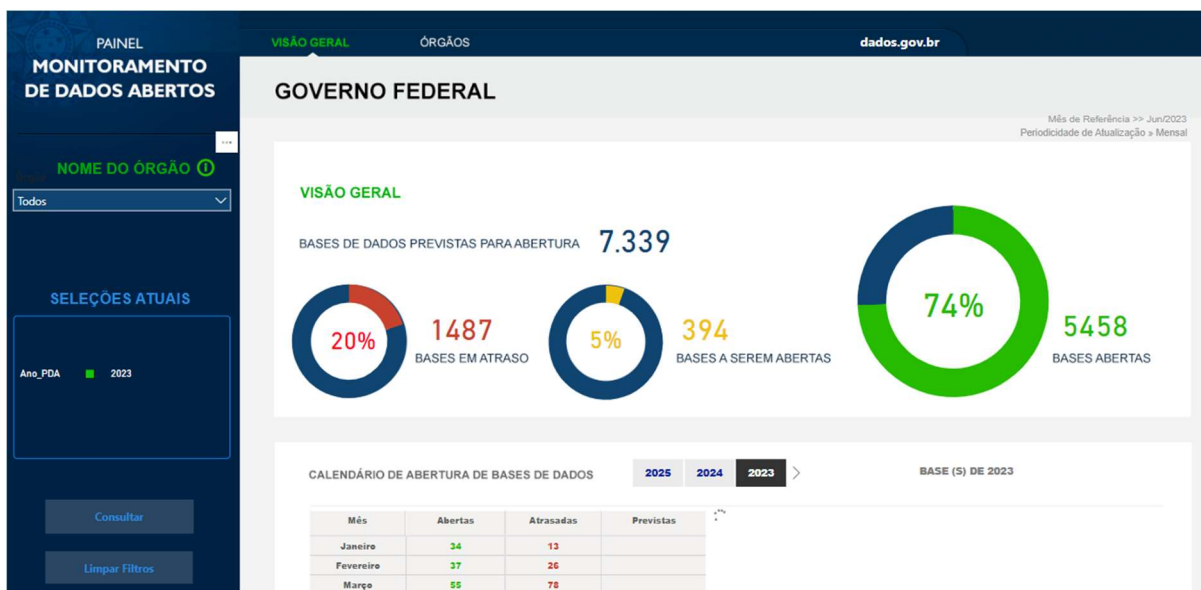 PAINEL
MONITORAMENTO
DE DADOS ABERTOS
VISÃO GERAL
ÓRGÃOS
dados.gov.br
GOVERNO FEDERAL
Mês de Referência >> Jun/2023
Periodicidade de Atualização » Mensal
NOME DO ÓRGÃO
Todos
SELEÇÕES ATUAIS
Ano_PDA 2023
Consultar
Limpar Filtros
VISÃO GERAL
BASES DE DADOS PREVISTAS PARA ABERTURA 7.339
20%
1487
BASES EM ATRASO
5%
394
BASES A SEREM ABERTAS
74%
5458
BASES ABERTAS
CALENDÁRIO DE ABERTURA DE BASES DE DADOS
2025 2024 2023 >
BASE (S) DE 2023
Mês Abertas Atrasadas Previstas
Janeiro 34 13
Fevereiro 37 26
Março 55 78